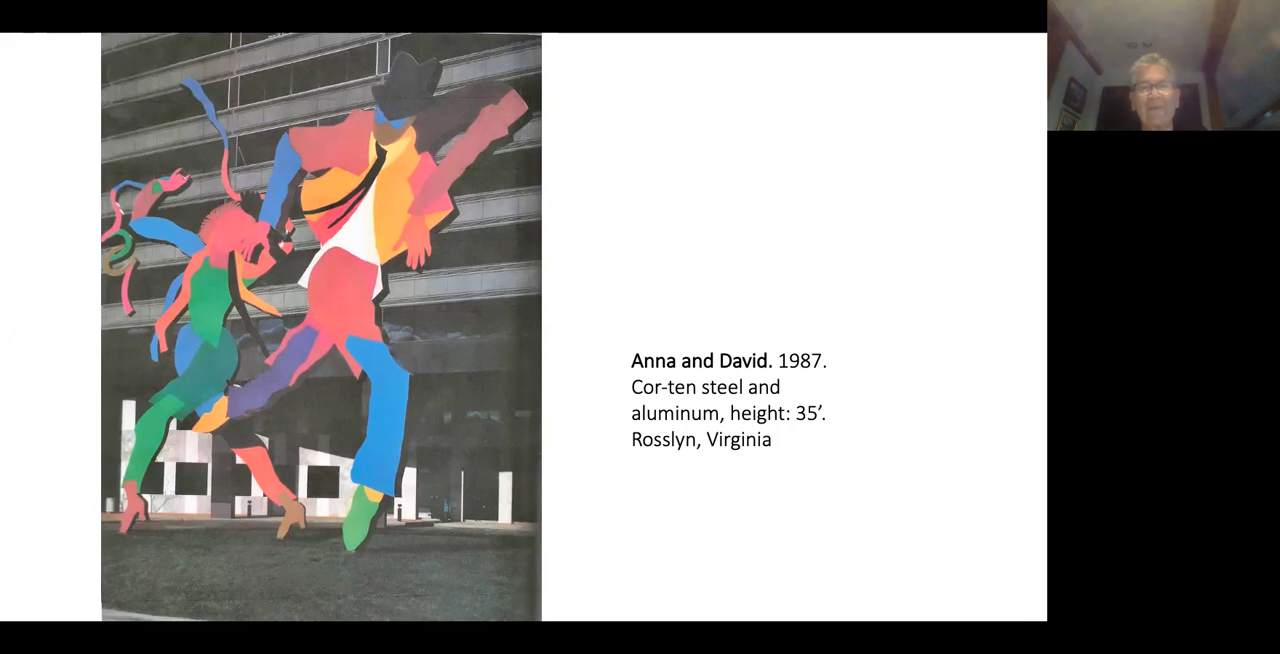 Anna and David. 1987.
Cor-ten steel and
aluminum, height: 35’.
Rosslyn, Virginia